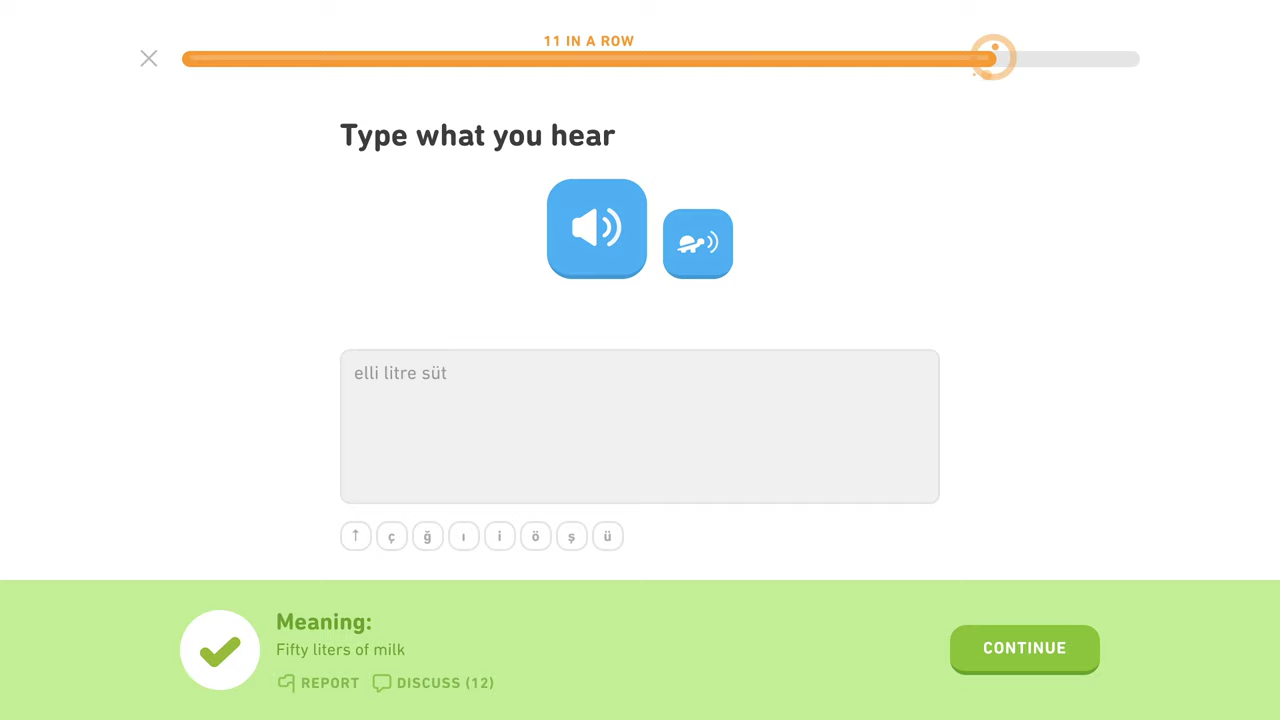 11 IN A ROW
Type what you hear
elli litre süt
↑ ç ğ ı i ö ş ü
Meaning:
Fifty liters of milk
REPORT DISCUSS (12)
CONTINUE